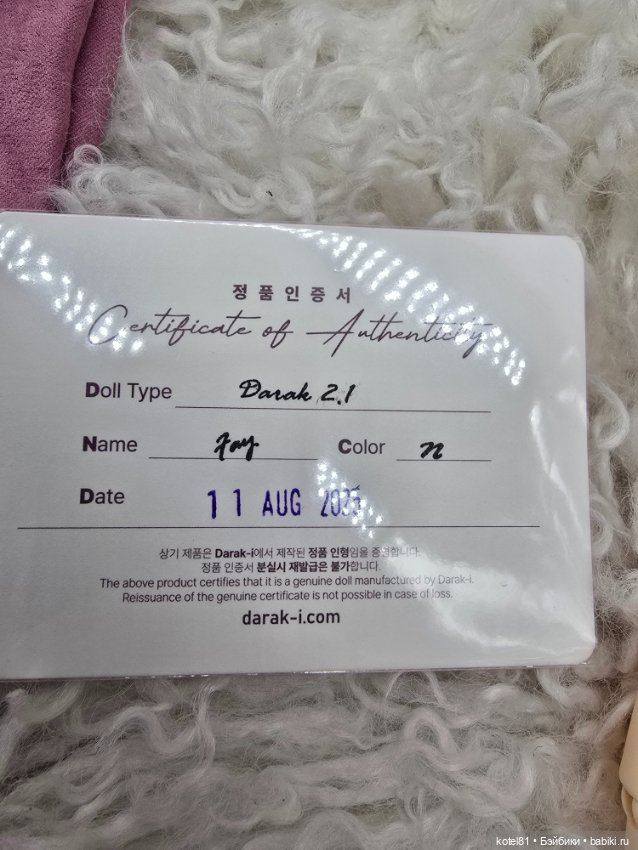 정품인증서
Certificate of Authenticity
Doll Type Darak 2.1
Name Fay Color n
Date 11 AUG 2025
상기 제품은 Darak-i에서 제작된 정품 인형임을 증명합니다.
정품 인증서 분실시 재발급은 불가합니다.
The above product certifies that it is a genuine doll manufactured by Darak-i.
Reissuance of the genuine certificate is not possible in case of loss.
darak-i.com
kotel81 • Бэйбики • babiki.ru